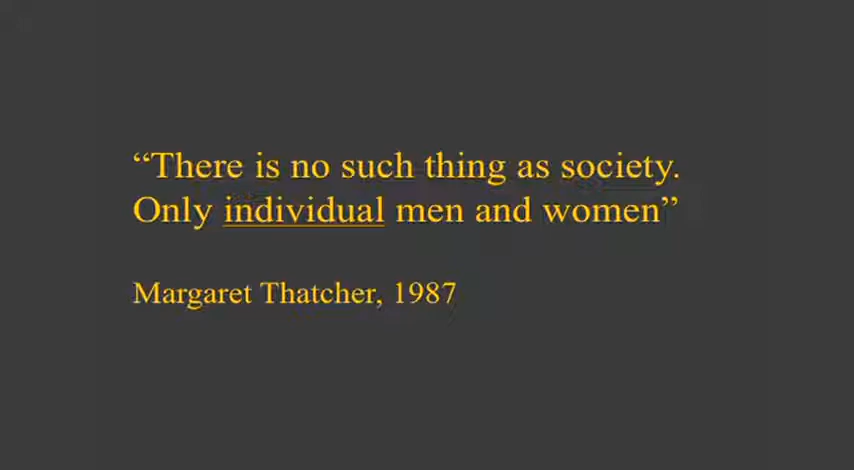 “There is no such thing as society.
Only individual men and women”
Margaret Thatcher, 1987